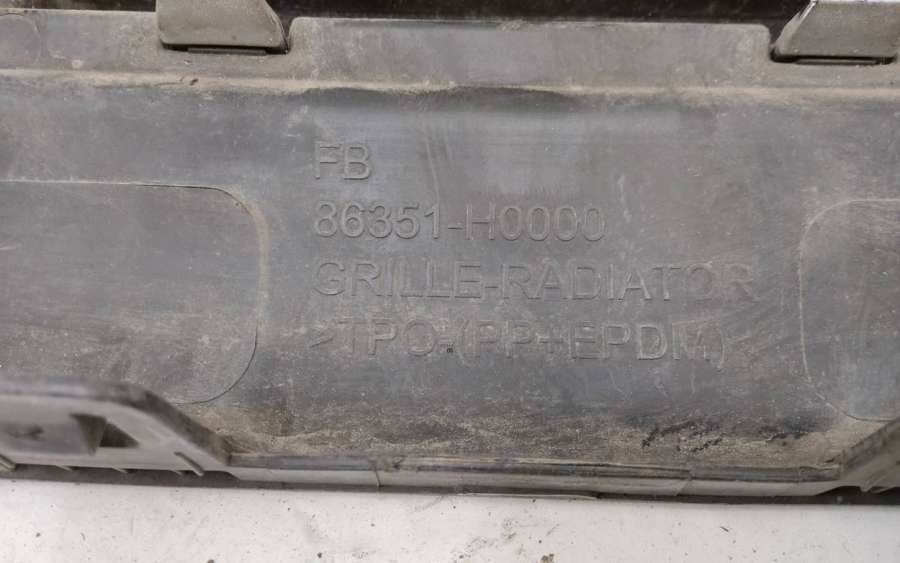 FB
86351-H0000
GRILLE-RADIATOR
>TPO-(PP+EPDM)